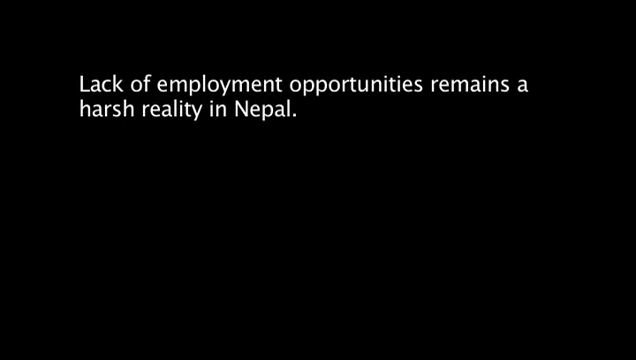 Lack of employment opportunities remains a
harsh reality in Nepal.